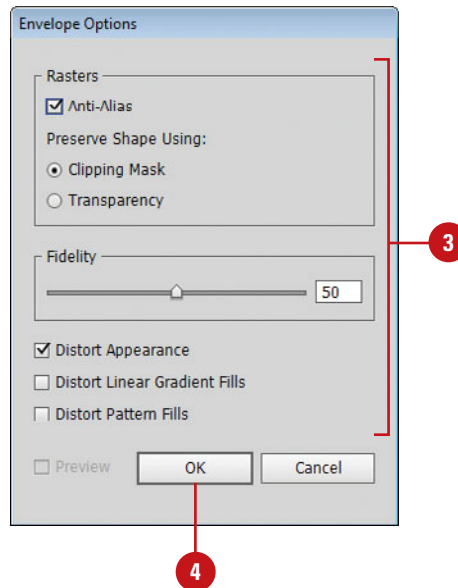 Envelope Options
Rasters
Anti-Alias
Preserve Shape Using:
Clipping Mask
Transparency
3
Fidelity
50
Distort Appearance
Distort Linear Gradient Fills
Distort Pattern Fills
Preview
OK
Cancel
4